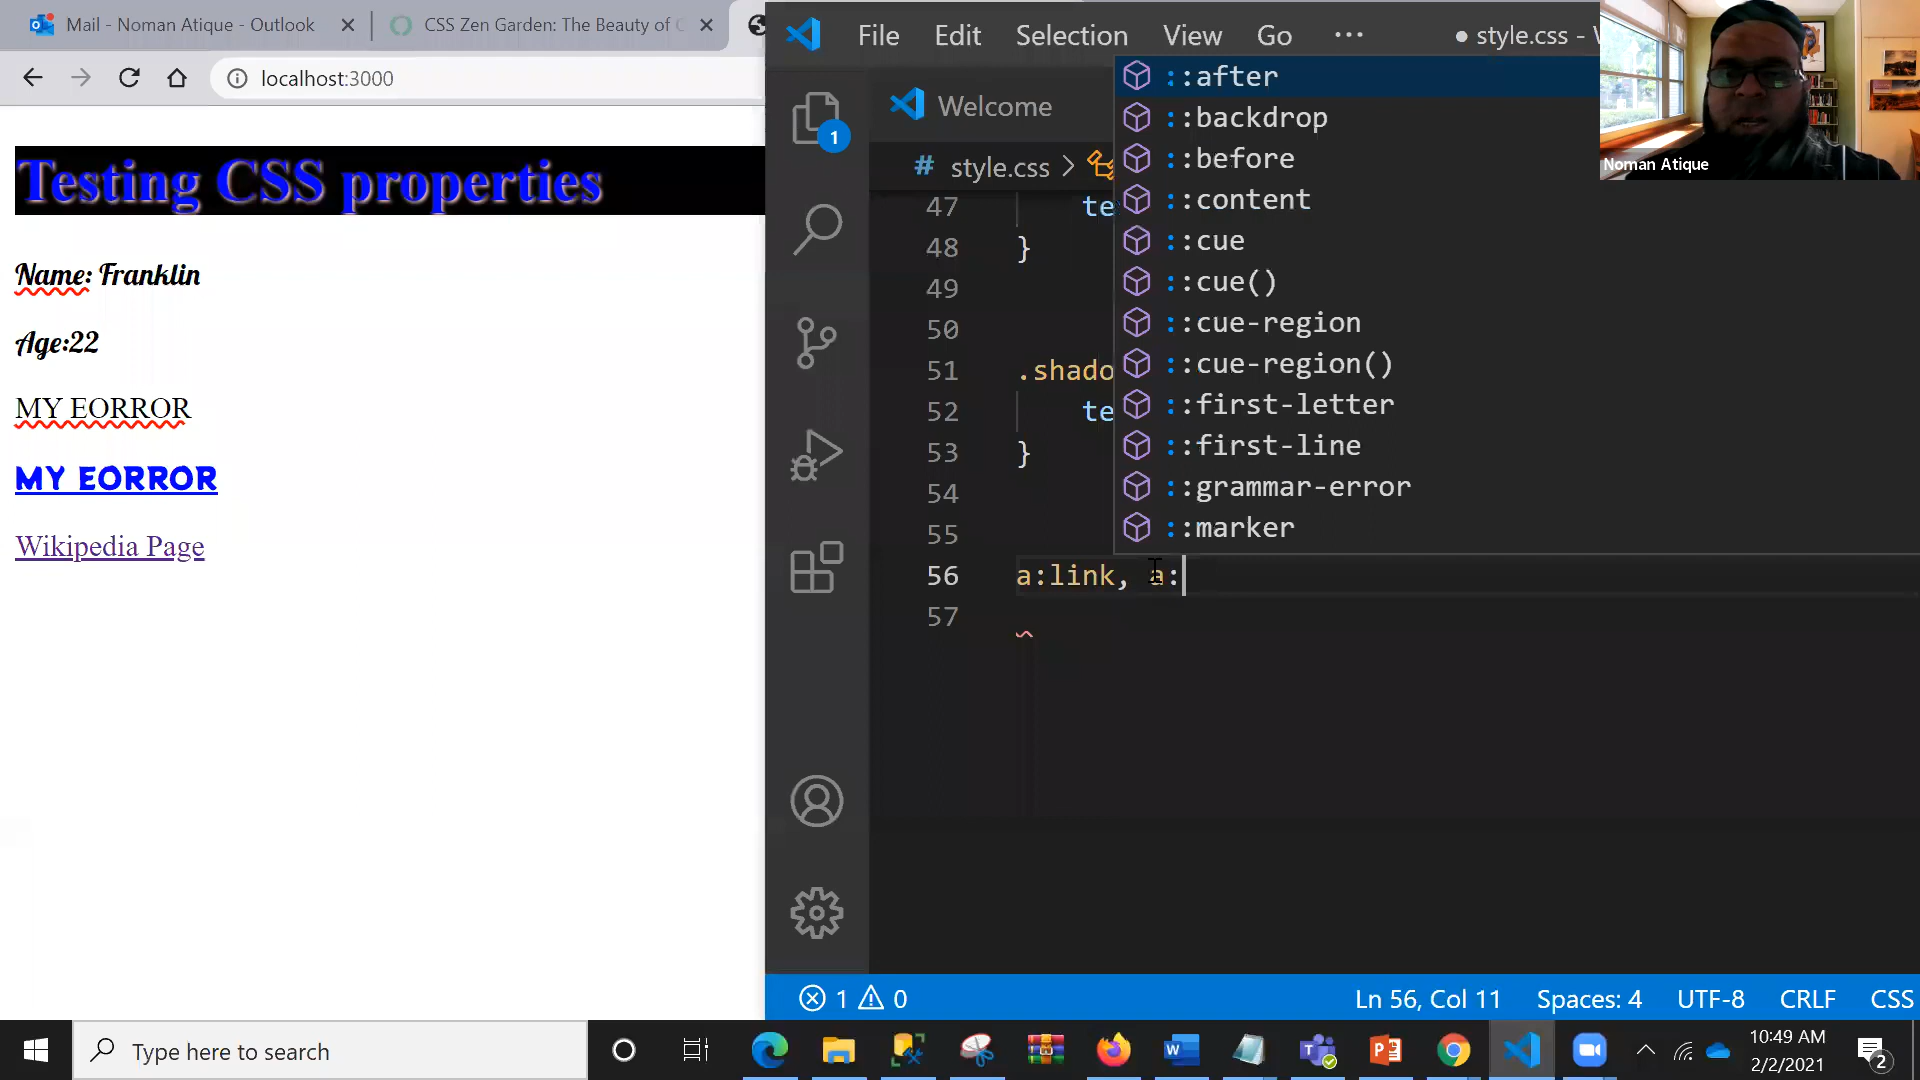 Mail - Noman Atique - Outlook
CSS Zen Garden: The Beauty of C
localhost:3000
Testing CSS properties
Name: Franklin
Age:22
MY EORROR
MY EORROR
Wikipedia Page
File Edit Selection View Go ··· ● style.css -
Welcome
# style.css >
47 te
48 }
49
50
51 .shado
52 te
53 }
54
55
56 a:link, a:
57
::after
::backdrop
::before
::content
::cue
::cue()
::cue-region
::cue-region()
::first-letter
::first-line
::grammar-error
::marker
1
Noman Atique
1 0
Ln 56, Col 11 Spaces: 4 UTF-8 CRLF CSS
Type here to search
10:49 AM
2/2/2021
2